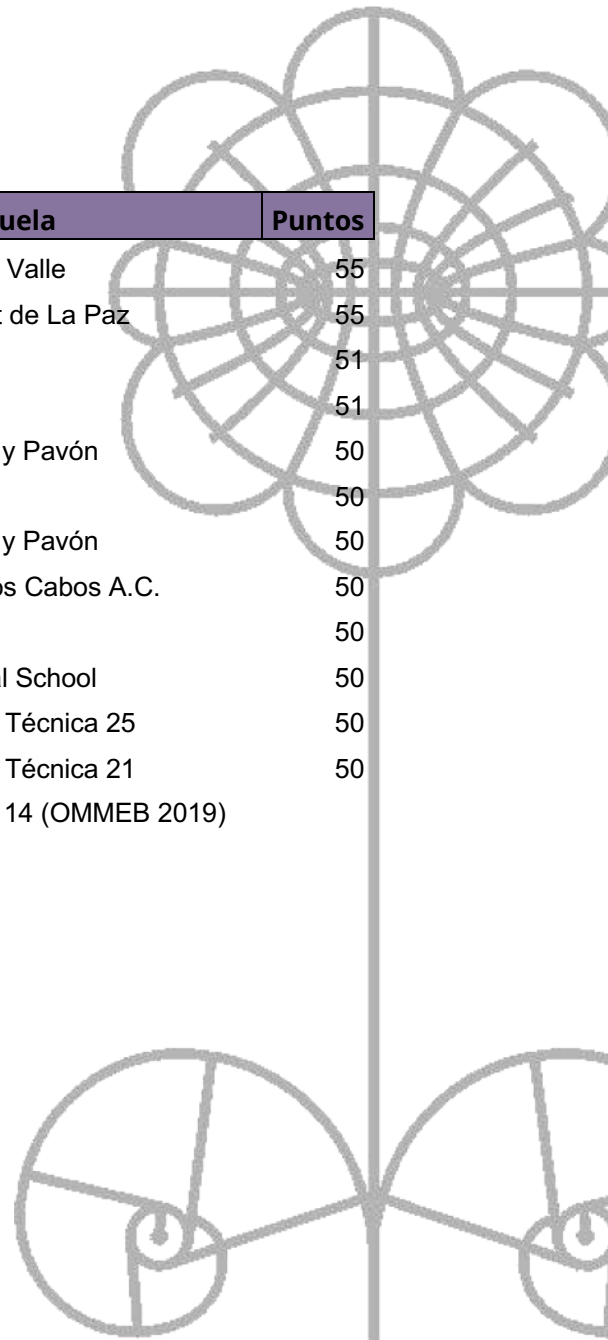 uela Puntos
Valle 55
t de La Paz 55
51
51
y Pavón 50
50
y Pavón 50
os Cabos A.C. 50
50
al School 50
Técnica 25 50
Técnica 21 50
14 (OMMEB 2019)